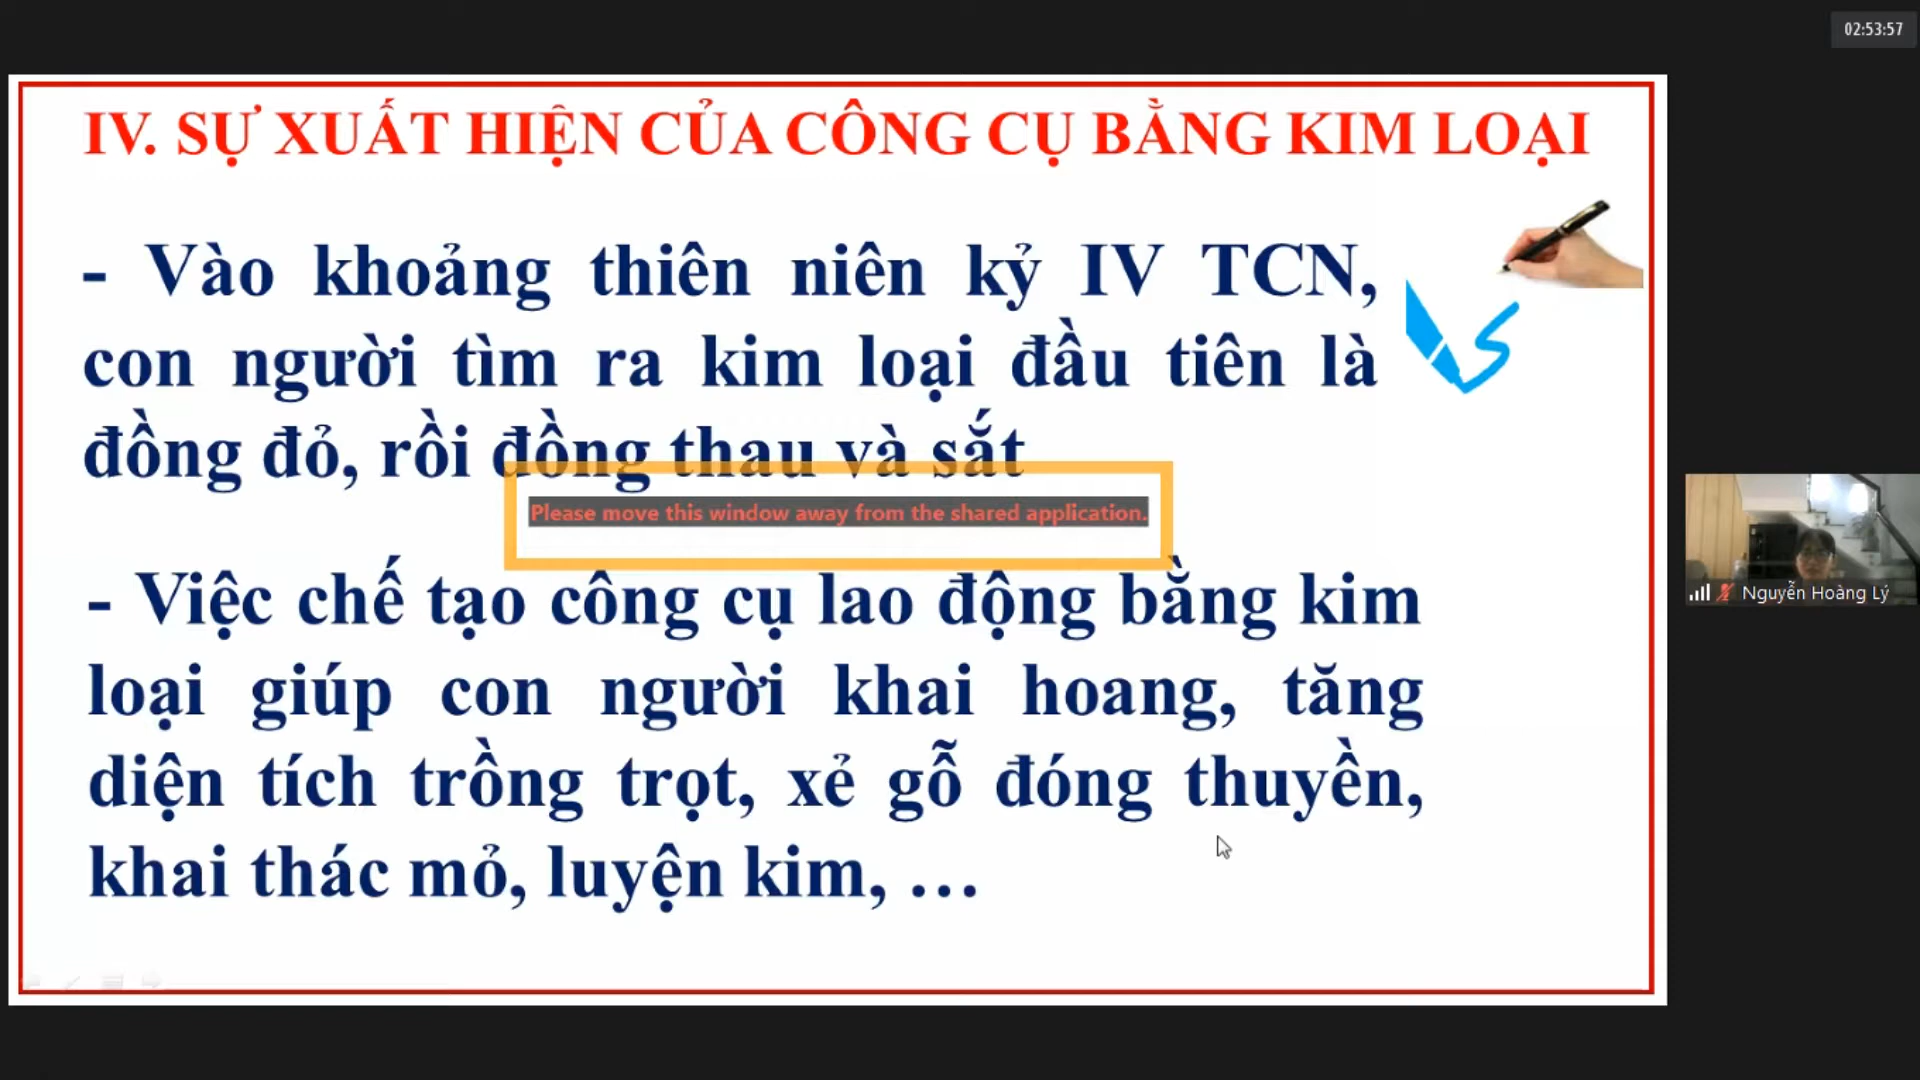 02:53:57
IV. SỰ XUẤT HIỆN CỦA CÔNG CỤ BẰNG KIM LOẠI
- Vào khoảng thiên niên kỷ IV TCN,
con người tìm ra kim loại đầu tiên là
đồng đỏ, rồi đồng thau và sắt
Please move this window away from the shared application.
- Việc chế tạo công cụ lao động bằng kim
loại giúp con người khai hoang, tăng
diện tích trồng trọt, xẻ gỗ đóng thuyền,
khai thác mỏ, luyện kim, …
Nguyễn Hoàng Lý